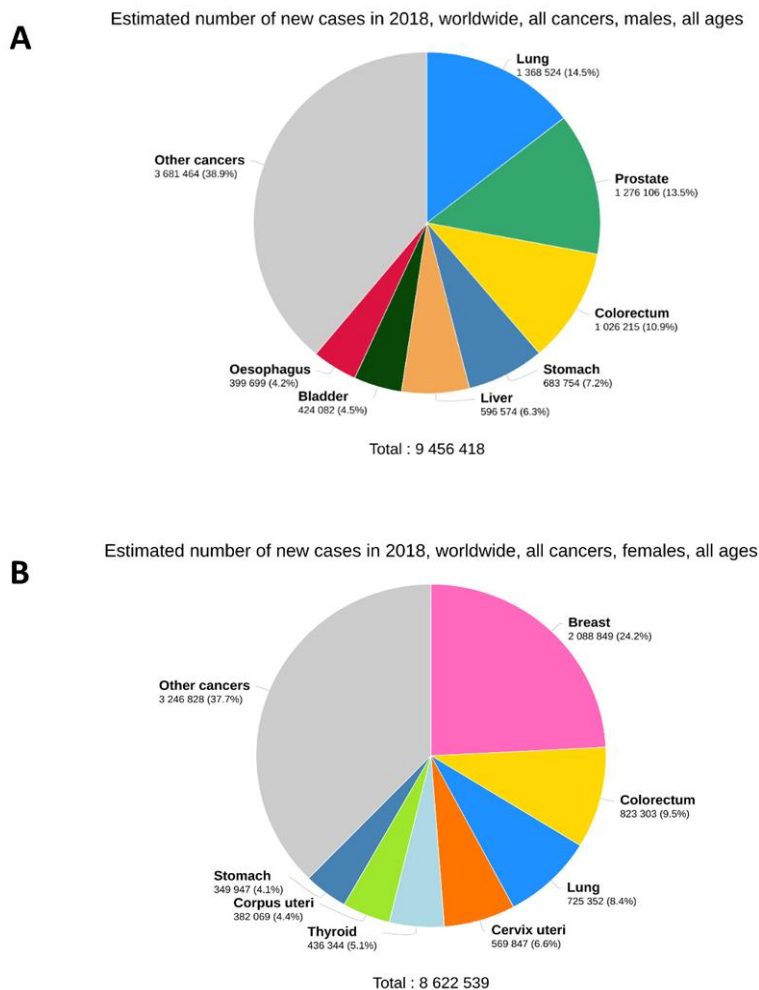 Estimated number of new cases in 2018, worldwide, all cancers, males, all ages
A
Lung
1 368 524 (14.5%)
Prostate
1 276 106 (13.5%)
Colorectum
1 026 215 (10.9%)
Stomach
683 754 (7.2%)
Liver
596 574 (6.3%)
Bladder
424 082 (4.5%)
Oesophagus
399 699 (4.2%)
Other cancers
3 681 464 (38.9%)
Total : 9 456 418
Estimated number of new cases in 2018, worldwide, all cancers, females, all ages
B
Breast
2 088 849 (24.2%)
Colorectum
823 303 (9.5%)
Lung
725 352 (8.4%)
Cervix uteri
569 847 (6.6%)
Thyroid
436 344 (5.1%)
Corpus uteri
382 069 (4.4%)
Stomach
349 947 (4.1%)
Other cancers
3 246 828 (37.7%)
Total : 8 622 539